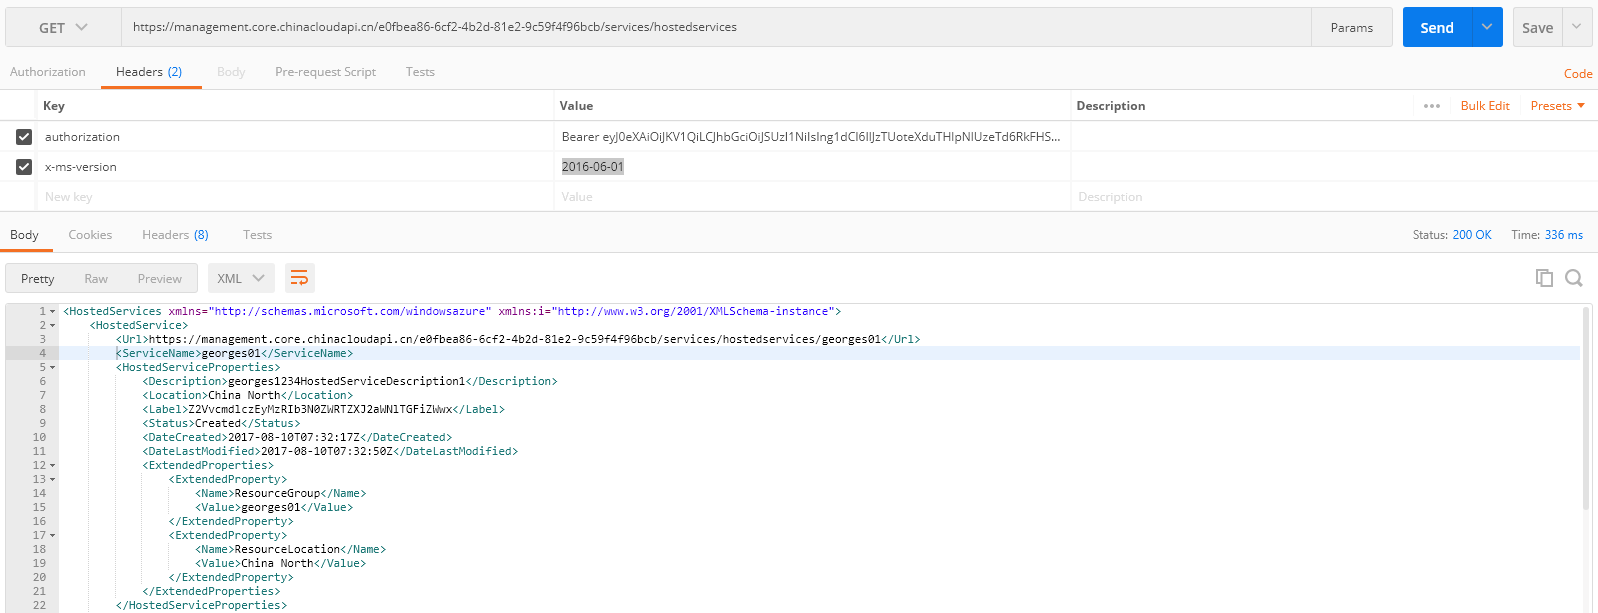 GET https://management.core.chinacloudapi.cn/e0fbea86-6cf2-4b2d-81e2-9c59f4f96bcb/services/hostedservices Params Send Save
Authorization Headers (2) Body Pre-request Script Tests Code
Key Value Description ••• Bulk Edit Presets
authorization Bearer
x-ms-version 2016-06-01
New key Value Description
Body Cookies Headers (8) Tests Status: 200 OK Time: 336 ms
Pretty Raw Preview XML
1 <HostedServices xmlns="http://schemas.microsoft.com/windowsazure" xmlns:i="http://www.w3.org/2001/XMLSchema-instance">
2 <HostedService>
3 <Url>https://management.core.chinacloudapi.cn/e0fbea86-6cf2-4b2d-81e2-9c59f4f96bcb/services/hostedservices/georges01</Url>
4 <ServiceName>georges01</ServiceName>
5 <HostedServiceProperties>
6 <Description>georges1234HostedServiceDescription1</Description>
7 <Location>China North</Location>
8 <Label>Z2VvcmdlczEyMzRIb3N0ZWRTZXJ2aWNlTGFiZWwx</Label>
9 <Status>Created</Status>
10 <DateCreated>2017-08-10T07:32:17Z</DateCreated>
11 <DateLastModified>2017-08-10T07:32:50Z</DateLastModified>
12 <ExtendedProperties>
13 <ExtendedProperty>
14 <Name>ResourceGroup</Name>
15 <Value>georges01</Value>
16 </ExtendedProperty>
17 <ExtendedProperty>
18 <Name>ResourceLocation</Name>
19 <Value>China North</Value>
20 </ExtendedProperty>
21 </ExtendedProperties>
22 </HostedServiceProperties>